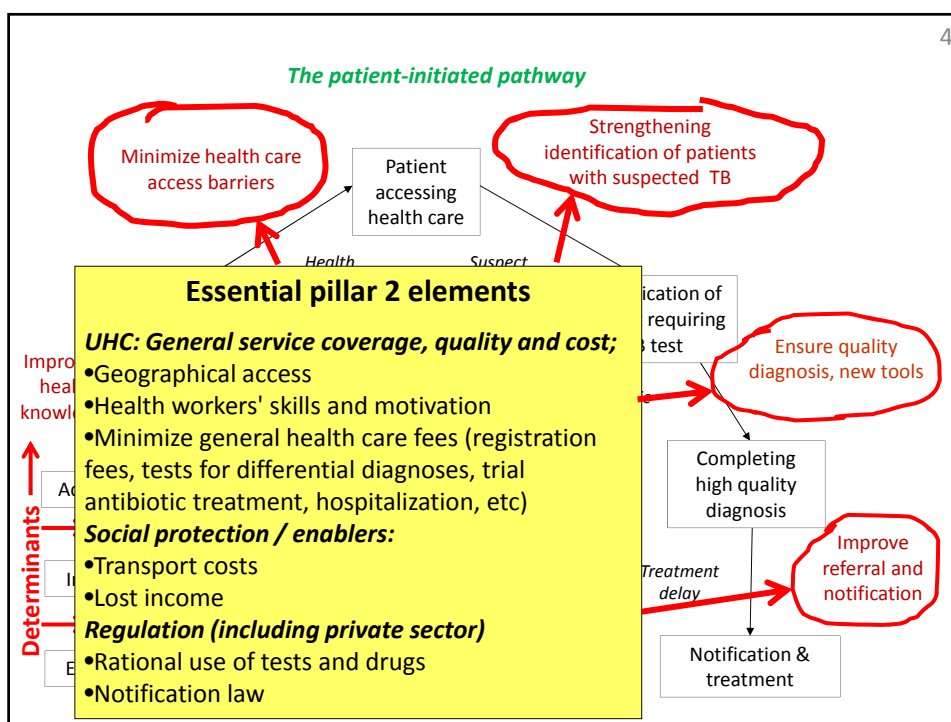 4
The patient-initiated pathway
Minimize health care
access barriers
Patient
accessing
health care
Strengthening
identification of patients
with suspected TB
Health
Suspect
Essential pillar 2 elements
UHC: General service coverage, quality and cost;
•Geographical access
•Health workers' skills and motivation
•Minimize general health care fees (registration
fees, tests for differential diagnoses, trial
antibiotic treatment, hospitalization, etc)
Social protection / enablers:
•Transport costs
•Lost income
Regulation (including private sector)
•Rational use of tests and drugs
•Notification law
of
requiring
test
Ensure quality
diagnosis, new tools
Completing
high quality
diagnosis
Improve
referral and
notification
Treatment
delay
Notification &
treatment
Determinants